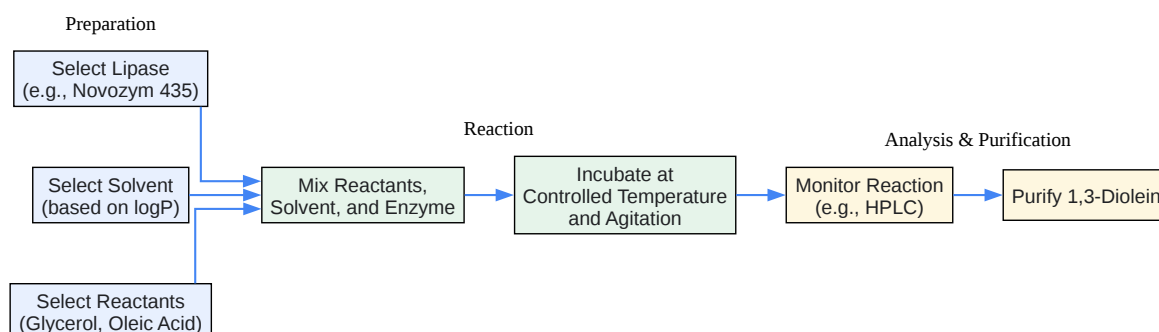 Preparation
Select Lipase
(e.g., Novozym 435)
Reaction
Analysis & Purification
Select Solvent
(based on logP)
Mix Reactants,
Solvent, and Enzyme
Incubate at
Controlled Temperature
and Agitation
Monitor Reaction
(e.g., HPLC)
Purify 1,3-Diolein
Select Reactants
(Glycerol, Oleic Acid)